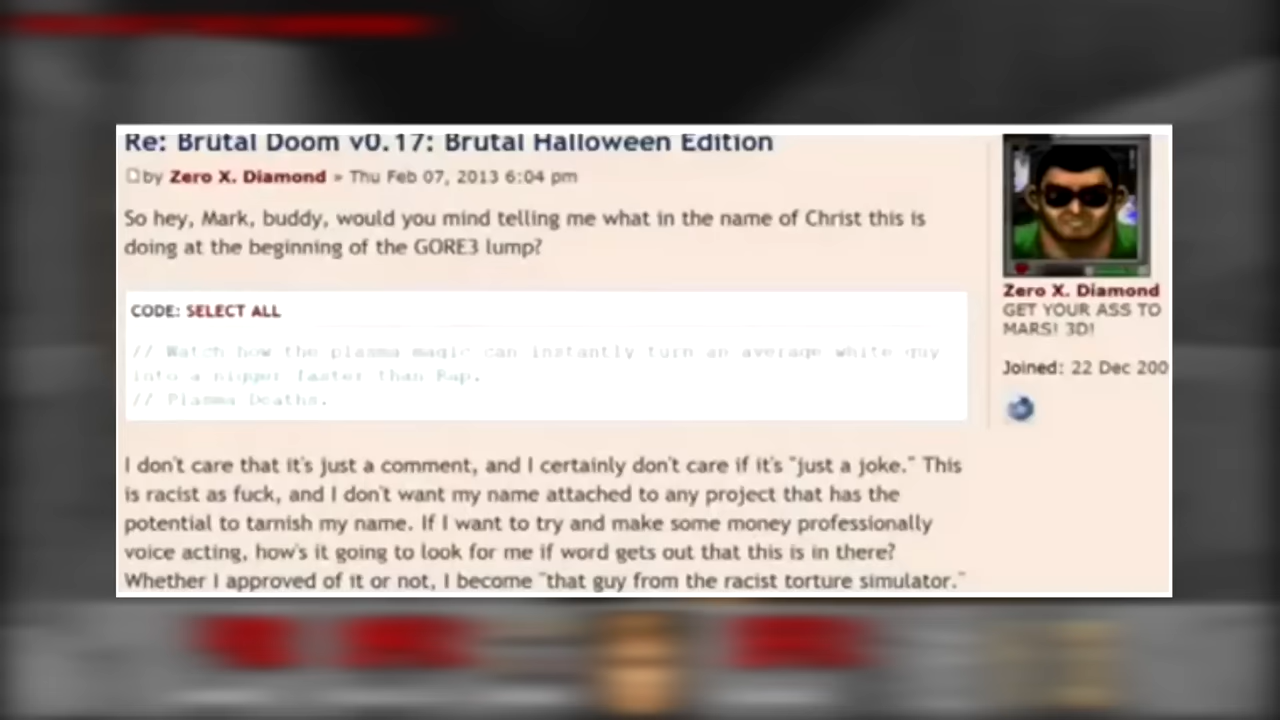 Re: Brutal Doom v0.17: Brutal Halloween Edition
by Zero X. Diamond » Thu Feb 07, 2013 6:04 pm
So hey, Mark, buddy, would you mind telling me what in the name of Christ this is
doing at the beginning of the GORE3 lump?
CODE: SELECT ALL
// Watch how the plasma magic can instantly turn an average white guy
into a nigger faster than Rap.
// Plasma Deaths.
I don't care that it's just a comment, and I certainly don't care if it's "just a joke." This
is racist as fuck, and I don't want my name attached to any project that has the
potential to tarnish my name. If I want to try and make some money professionally
voice acting, how's it going to look for me if word gets out that this is in there?
Whether I approved of it or not, I become "that guy from the racist torture simulator."
Zero X. Diamond
GET YOUR ASS TO
MARS! 3D!
Joined: 22 Dec 200